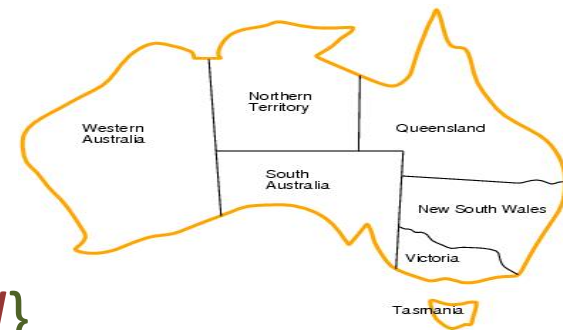 Northern
Territory
Western
Australia
Queensland
South
Australia
New South Wales
Victoria
Tasmania
}